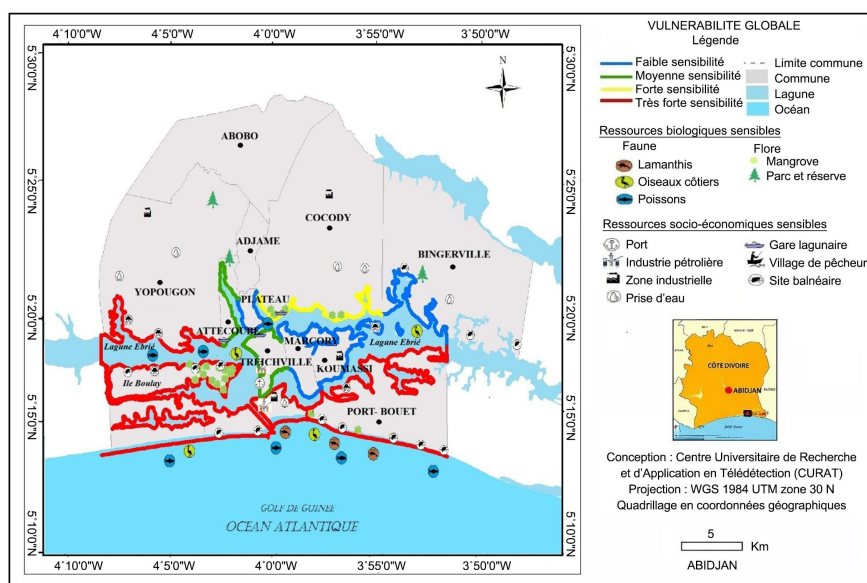 4˚10'0"W
4˚5'0"W
4˚0'0"W
3˚55'0"W
3˚50'0"W
5˚30'0"N
5˚25'0"N
5˚20'0"N
5˚15'0"N
5˚10'0"N
N
ABOBO
COCODY
ADJAME
BINGERVILLE
YOPOUGON
PLATEAU
ATTECOUBE
Lagune Ebrié
MARCORY
Lagune Ebrié
TREICHVILLE
KOUMASSI
Ile Boulay
PORT- BOUET
GOLF DE GUINEE
OCEAN ATLANTIQUE
5˚30'0"N
5˚25'0"N
5˚20'0"N
5˚15'0"N
5˚10'0"N
4˚10'0"W
4˚5'0"W
4˚0'0"W
3˚55'0"W
3˚50'0"W
VULNERABILITE GLOBALE
Légende
Faible sensibilité
Moyenne sensibilité
Forte sensibilité
Très forte sensibilité
Limite commune
Commune
Lagune
Océan
Ressources biologiques sensibles
Faune
Lamanthis
Oiseaux côtiers
Poissons
Flore
Mangrove
Parc et réserve
Ressources socio-économiques sensibles
Port
Industrie pétrolière
Zone industrielle
Prise d'eau
Gare lagunaire
Village de pêcheur
Site balnéaire
CÔTE D'IVOIRE
ABIDJAN
Conception : Centre Universitaire de Recherche
et d'Application en Télédétection (CURAT)
Projection : WGS 1984 UTM zone 30 N
Quadrillage en coordonnées géographiques
5
Km
ABIDJAN